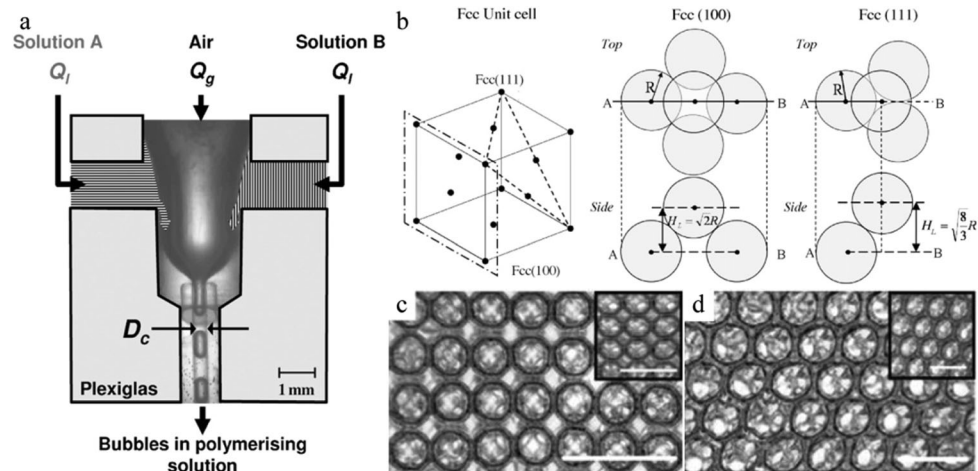 a
Solution A
Air
Solution B
Q_l
Q_g
Q_l
D_c
Plexiglas
1 mm
Bubbles in polymerising
solution
b
Fcc Unit cell
Fcc (100)
Fcc (111)
Fcc(111)
Fcc(100)
Top
R
A
B
Side
H_L = √2R
A
B
Top
R
A
B
Side
H_L = √(8/3)R
A
B
c
d